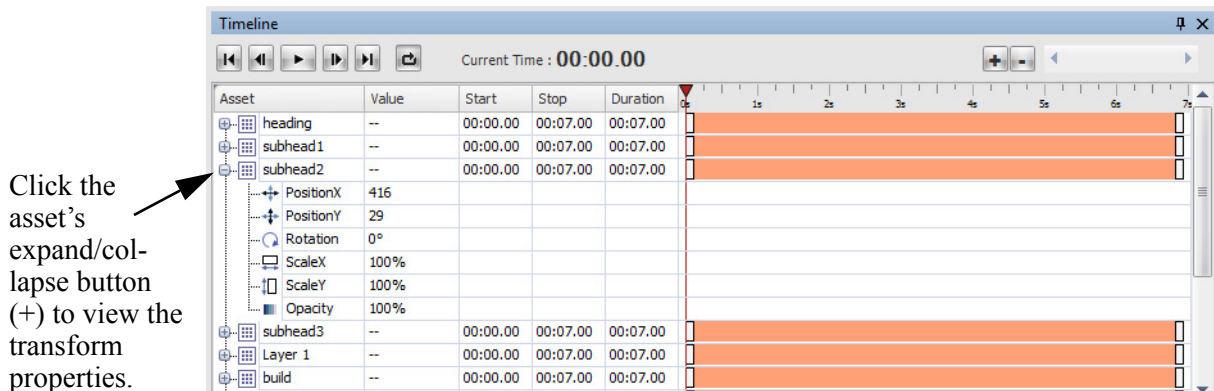 Timeline
Current Time : 00:00.00
+ -
Asset Value Start Stop Duration 0s 1s 2s 3s 4s 5s 6s 7s
heading -- 00:00.00 00:07.00 00:07.00
subhead1 -- 00:00.00 00:07.00 00:07.00
subhead2 -- 00:00.00 00:07.00 00:07.00
PositionX 416
PositionY 29
Rotation 0°
ScaleX 100%
ScaleY 100%
Opacity 100%
subhead3 -- 00:00.00 00:07.00 00:07.00
Layer 1 -- 00:00.00 00:07.00 00:07.00
build -- 00:00.00 00:07.00 00:07.00
Click the
asset’s
expand/col-
lapse button
(+) to view the
transform
properties.